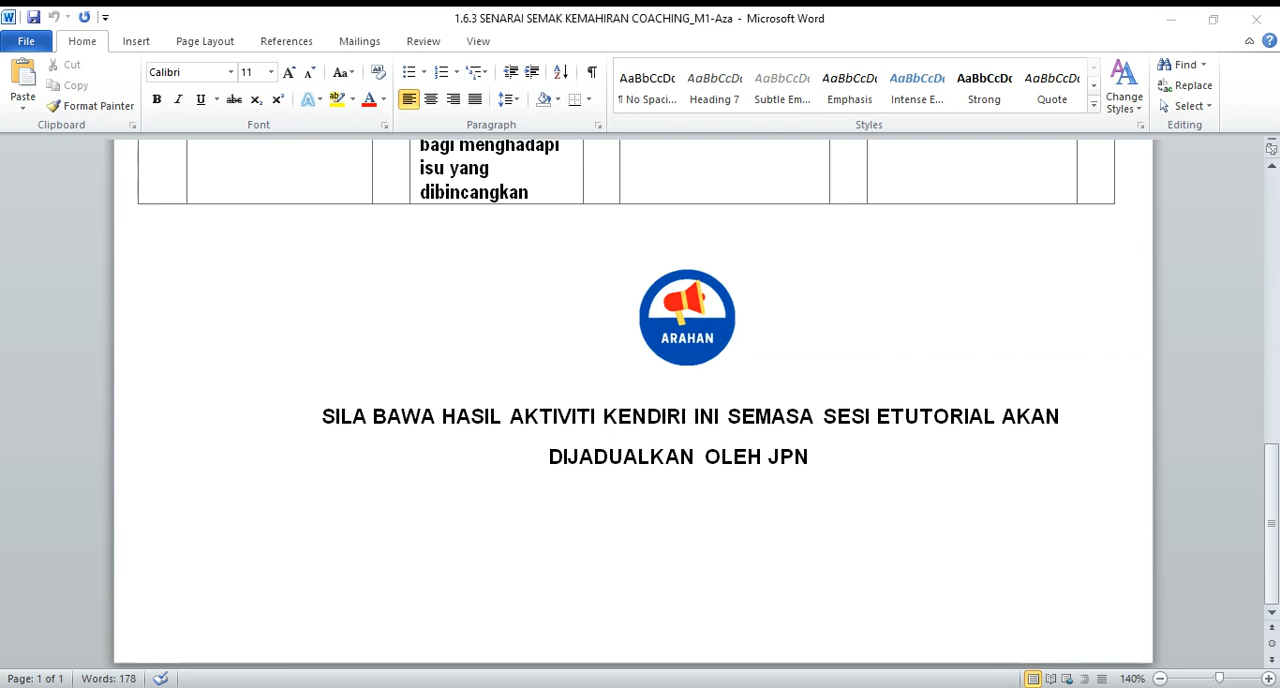 1.6.3 SENARAI SEMAK KEMAHIRAN COACHING_M1-Aza - Microsoft Word
File Home Insert Page Layout References Mailings Review View
Cut
Copy
Format Painter
Paste
Clipboard
Calibri 11
Font
Paragraph
AaBbCcDc AaBbCcDc AaBbCcDc AaBbCcDc AaBbCcDc AaBbCcDc AaBbCcDc
¶ No Spaci... Heading 7 Subtle Em... Emphasis Intense E... Strong Quote
Styles
Change
Styles
Find
Replace
Select
Editing
bagi menghadapi
isu yang
dibincangkan
ARAHAN
SILA BAWA HASIL AKTIVITI KENDIRI INI SEMASA SESI ETUTORIAL AKAN
DIJADUALKAN OLEH JPN
Page: 1 of 1 Words: 178 140%